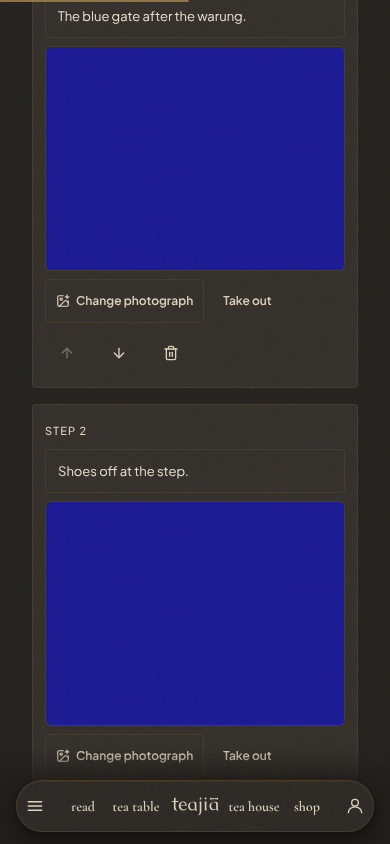 The blue gate after the warung.
Change photograph Take out
STEP 2
Shoes off at the step.
Change photograph Take out
read tea table teajiā tea house shop